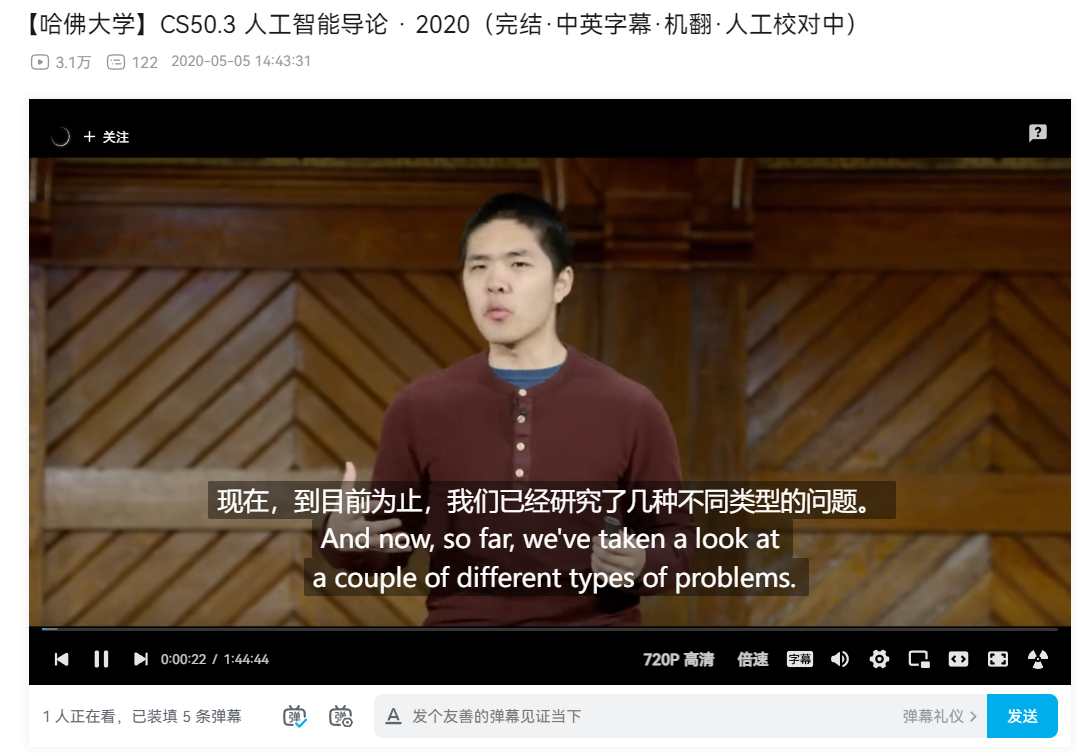 【哈佛大学】CS50.3 人工智能导论 · 2020（完结·中英字幕·机翻·人工校对中）
3.1万 122 2020-05-05 14:43:31
+ 关注
?
现在，到目前为止，我们已经研究了几种不同类型的问题。
And now, so far, we've taken a look at
a couple of different types of problems.
0:00:22 / 1:44:44 720P 高清 倍速 字幕
1 人正在看，已装填 5 条弹幕 弹 弹 A 发个友善的弹幕见证当下 弹幕礼仪 > 发送